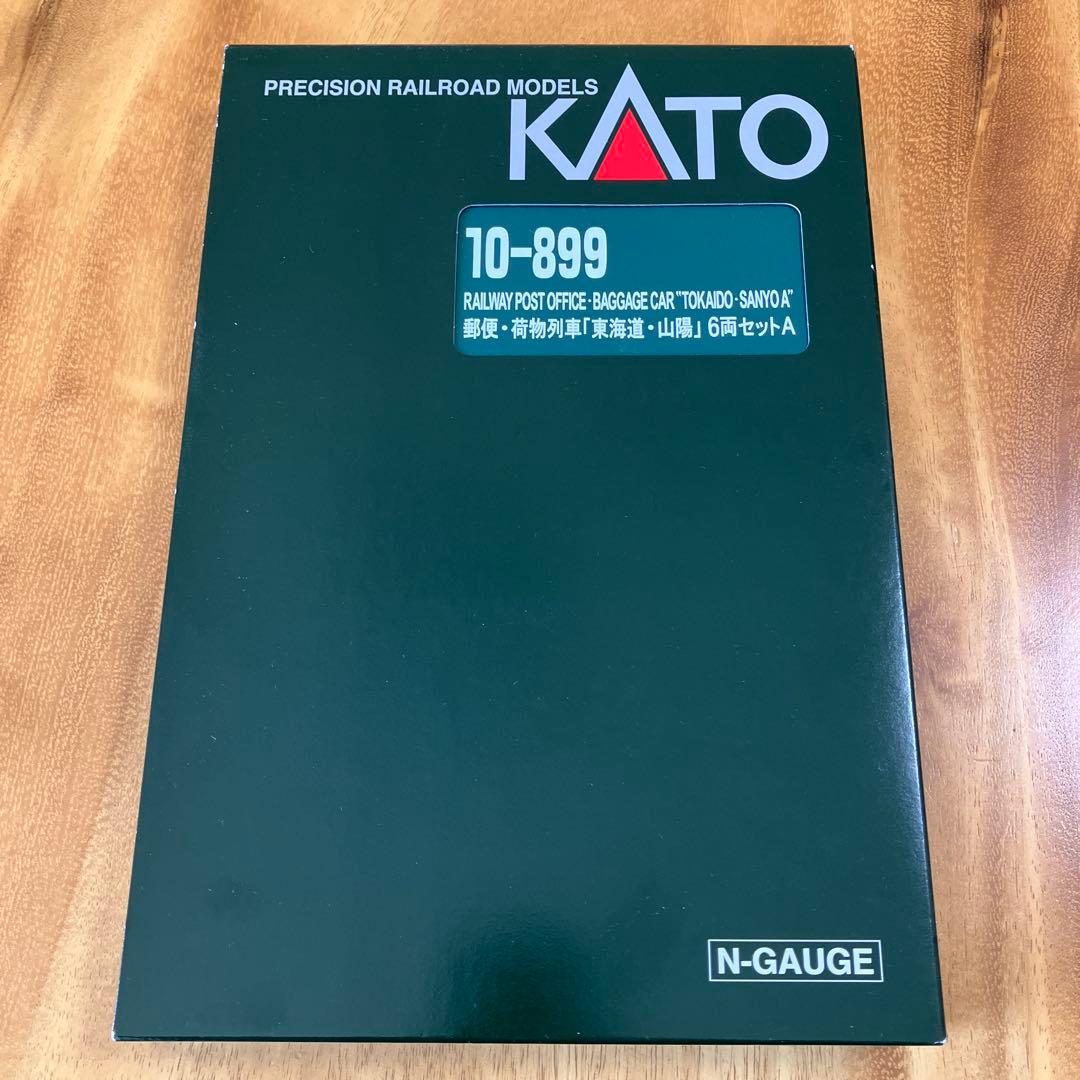 PRECISION RAILROAD MODELS
KATO
10-899
RAILWAY POST OFFICE·BAGGAGE CAR "TOKAIDO·SANYO A"
郵便・荷物列車「東海道・山陽」6両セットA
N-GAUGE